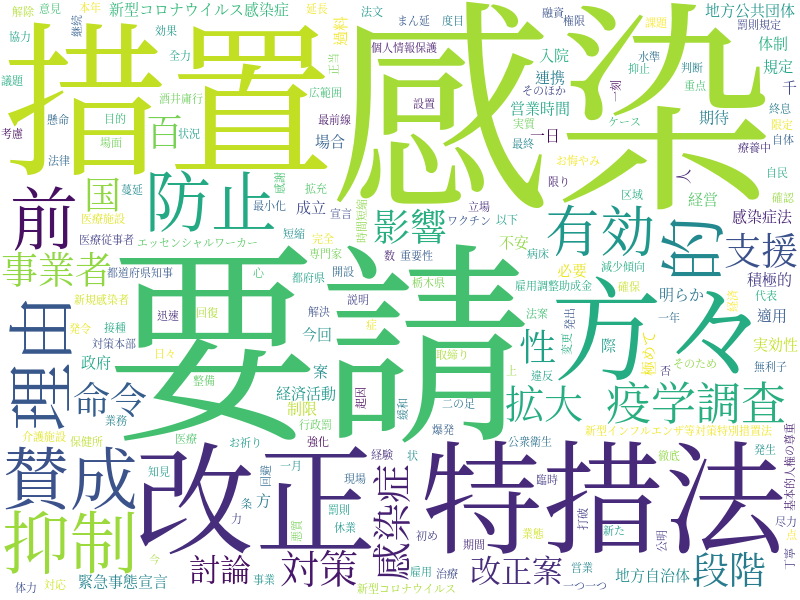 解除
意見
本年
新型コロナウイルス感染症
延長
法文
まん延
度目
融資
権限
地方公共団体
罰則規定
協力
継続
効果
全力
過料
正当
個人情報保護
入院
水準
課題
体制
議題
措置
感染
連携
抑止
判断
規定
酒井庸行
広範囲
そのほか
重点
千
設置
営業時間
一刻
終息
懸命
目的
百
状況
最前線
実質
ケース
期待
限定
考慮
場面
場合
一日
自体
法律
最終
お悔やみ
療養中
国
蔓延
防止
感謝
拡充
限り
人
自民
前
医療施設
最小化
成立
宣言
時間短縮
影響
立場
ワクチン
以下
有効
区域
的
経営
確認
感染症法
医療従事者
エッセンシャルワーカー
短縮
完全
専門家
数
重要性
不安
病床
支援
事業者
都道府県知事
心
都府県
開設
栃木県
必要
減少傾向
積極的
新規感染者
迅速
回復
解決
説明
雇用調整助成金
確保
明らか
経済
代表
理由
発令
接種
対策本部
今回
症
要請
法案
発出
変更
方々
一年
適用
政府
日々
案
取締り
性
際
極めて
実効性
命令
整備
経済活動
起因
上
違反
否
そのため
無利子
業務
制限
緩和
二の足
拡大
疫学調査
介護施設
保健所
医療
お祈り
行政罰
強化
爆発
公衆衛生
新型インフルエンザ等対策特別措置法
賛成
改正
知見
一月
回避
経験
状
現場
感染症
特措法
臨時
徹底
発生
基本的人権の尊重
条
方
力
罰則
悪質
休業
初め
業態
打破
新た
公明
尽力
点
抑制
今
討論
対策
期間
改正案
段階
丁寧
体力
対応
緊急事態宣言
事業
新型コロナウイルス
雇用
治療
営業
一つ一つ
地方自治体